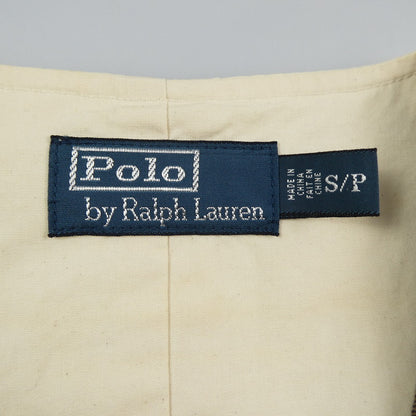 Polo
by Ralph Lauren
MADE IN
CHINA
FAIT EN
CHINE
S/P